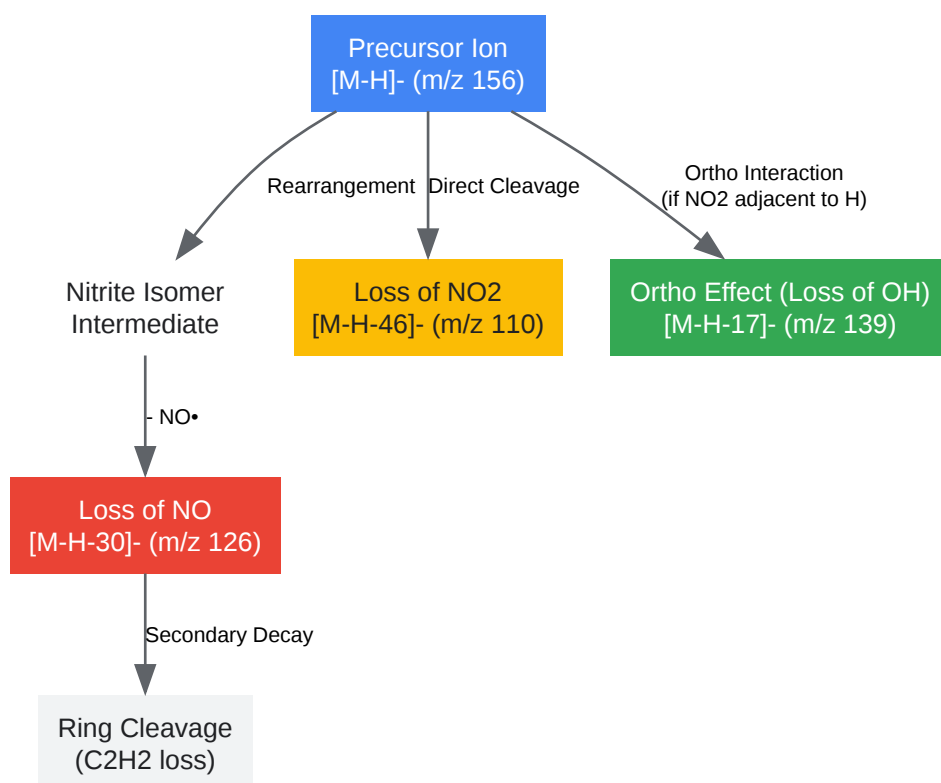 Precursor Ion
[M-H]- (m/z 156)
Rearrangement
Direct Cleavage
Ortho Interaction
(if NO2 adjacent to H)
Nitrite Isomer
Intermediate
Loss of NO2
[M-H-46]- (m/z 110)
Ortho Effect (Loss of OH)
[M-H-17]- (m/z 139)
- NO•
Loss of NO
[M-H-30]- (m/z 126)
Secondary Decay
Ring Cleavage
(C2H2 loss)